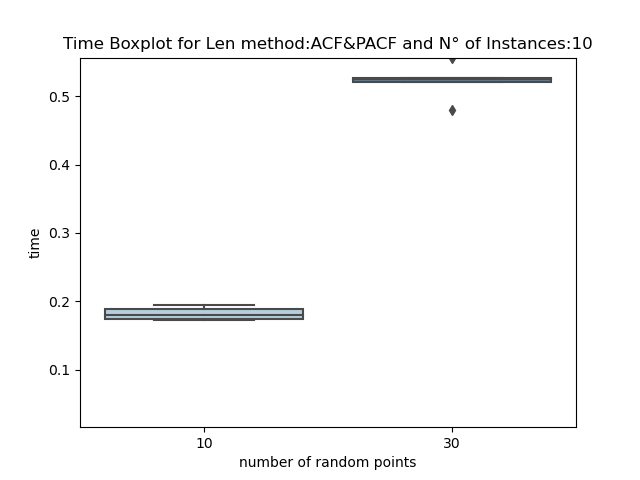 Time Boxplot for Len method:ACF&PACF and N° of Instances:10
0.5
0.4
0.3
0.2
0.1
time
10
30
number of random points